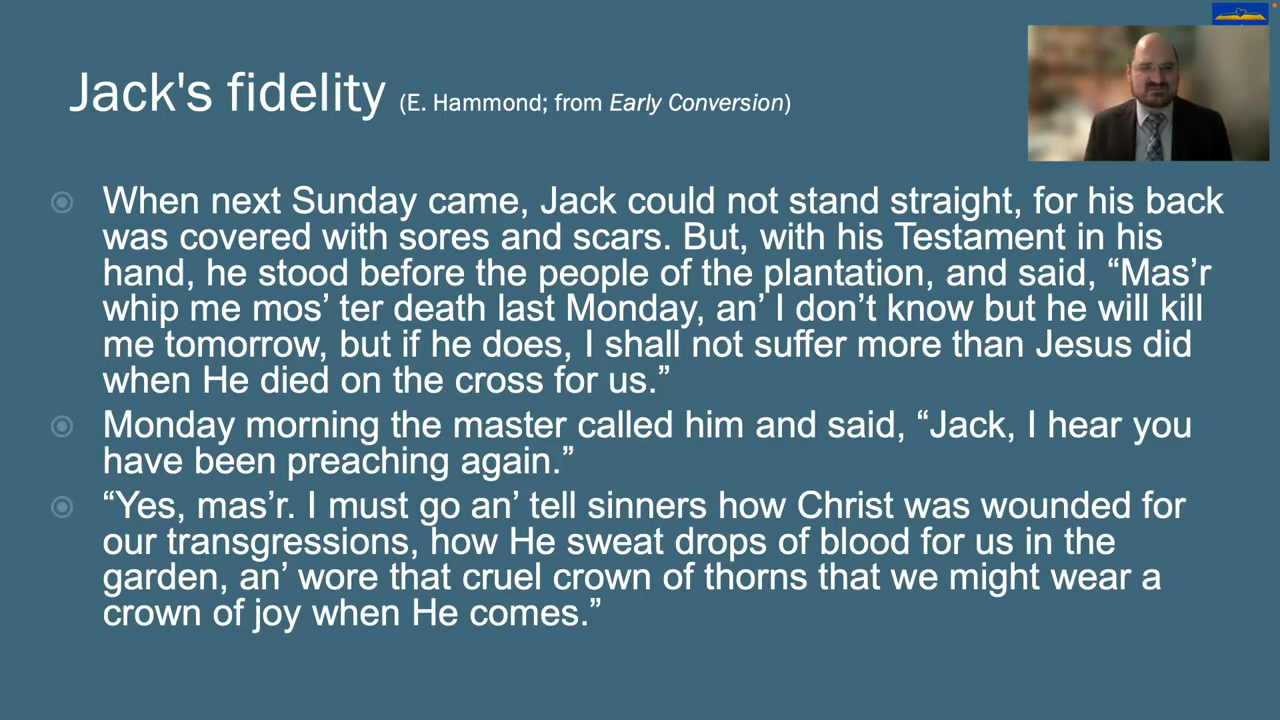 Jack's fidelity (E. Hammond; from Early Conversion)
When next Sunday came, Jack could not stand straight, for his back
was covered with sores and scars. But, with his Testament in his
hand, he stood before the people of the plantation, and said, “Mas’r
whip me mos’ ter death last Monday, an’ I don’t know but he will kill
me tomorrow, but if he does, I shall not suffer more than Jesus did
when He died on the cross for us.”
Monday morning the master called him and said, “Jack, I hear you
have been preaching again.”
“Yes, mas’r. I must go an’ tell sinners how Christ was wounded for
our transgressions, how He sweat drops of blood for us in the
garden, an’ wore that cruel crown of thorns that we might wear a
crown of joy when He comes.”